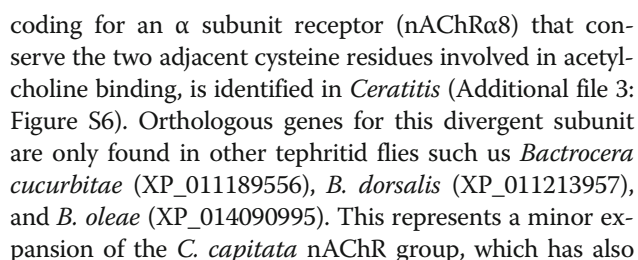 coding for an α subunit receptor (nAChRα8) that con-
serve the two adjacent cysteine residues involved in acetyl-
choline binding, is identified in Ceratitis (Additional file 3:
Figure S6). Orthologous genes for this divergent subunit
are only found in other tephritid flies such us Bactrocera
cucurbitae (XP_011189556), B. dorsalis (XP_011213957),
and B. oleae (XP_014090995). This represents a minor ex-
pansion of the C. capitata nAChR group, which has also